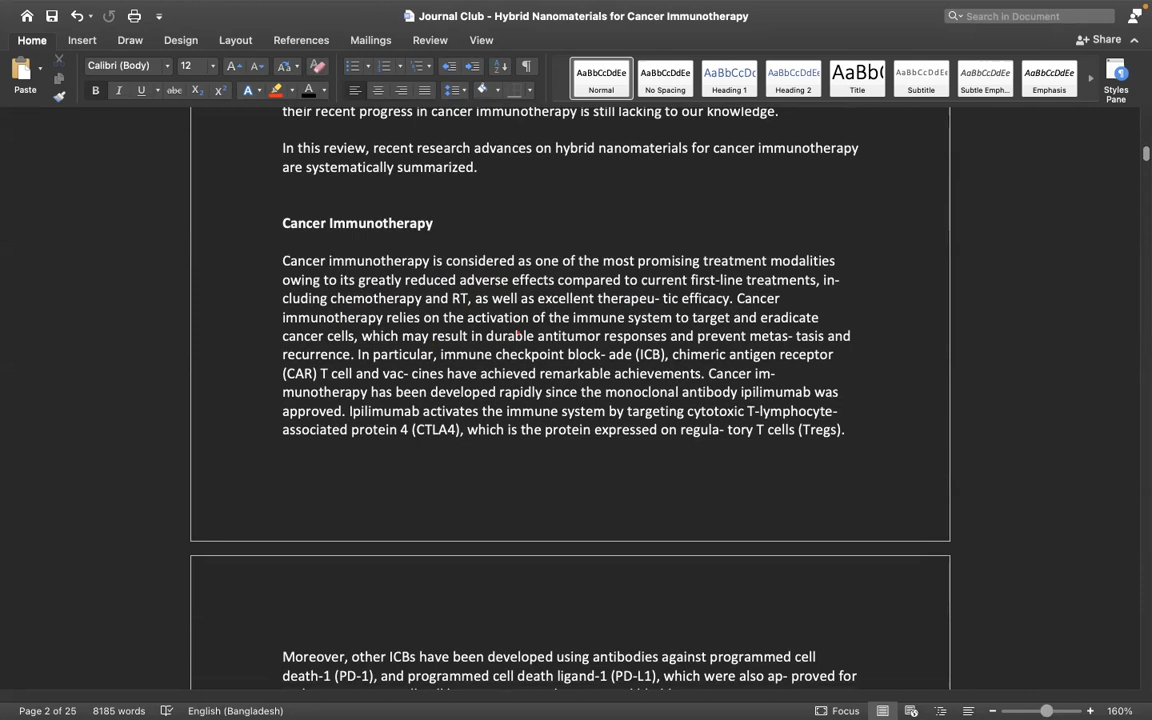 Journal Club - Hybrid Nanomaterials for Cancer Immunotherapy
Search in Document
Home Insert Draw Design Layout References Mailings Review View
Share
Paste
Calibri (Body) 12
AaBbCcDdEe AaBbCcDdEe AaBbCcDc AaBbCcDdEe AaBb( AaBbCcDdEe AaBbCcDdEe AaBbCcDdEe
Normal No Spacing Heading 1 Heading 2 Title Subtitle Subtle Emph... Emphasis
Styles
Pane
their recent progress in cancer immunotherapy is still lacking to our knowledge.
In this review, recent research advances on hybrid nanomaterials for cancer immunotherapy
are systematically summarized.
Cancer Immunotherapy
Cancer immunotherapy is considered as one of the most promising treatment modalities
owing to its greatly reduced adverse effects compared to current first-line treatments, in-
cluding chemotherapy and RT, as well as excellent therapeu- tic efficacy. Cancer
immunotherapy relies on the activation of the immune system to target and eradicate
cancer cells, which may result in durable antitumor responses and prevent metas- tasis and
recurrence. In particular, immune checkpoint block- ade (ICB), chimeric antigen receptor
(CAR) T cell and vac- cines have achieved remarkable achievements. Cancer im-
munotherapy has been developed rapidly since the monoclonal antibody ipilimumab was
approved. Ipilimumab activates the immune system by targeting cytotoxic T-lymphocyte-
associated protein 4 (CTLA4), which is the protein expressed on regula- tory T cells (Tregs).
Moreover, other ICBs have been developed using antibodies against programmed cell
death-1 (PD-1), and programmed cell death ligand-1 (PD-L1), which were also ap- proved for
Page 2 of 25 8185 words English (Bangladesh) Focus 160%